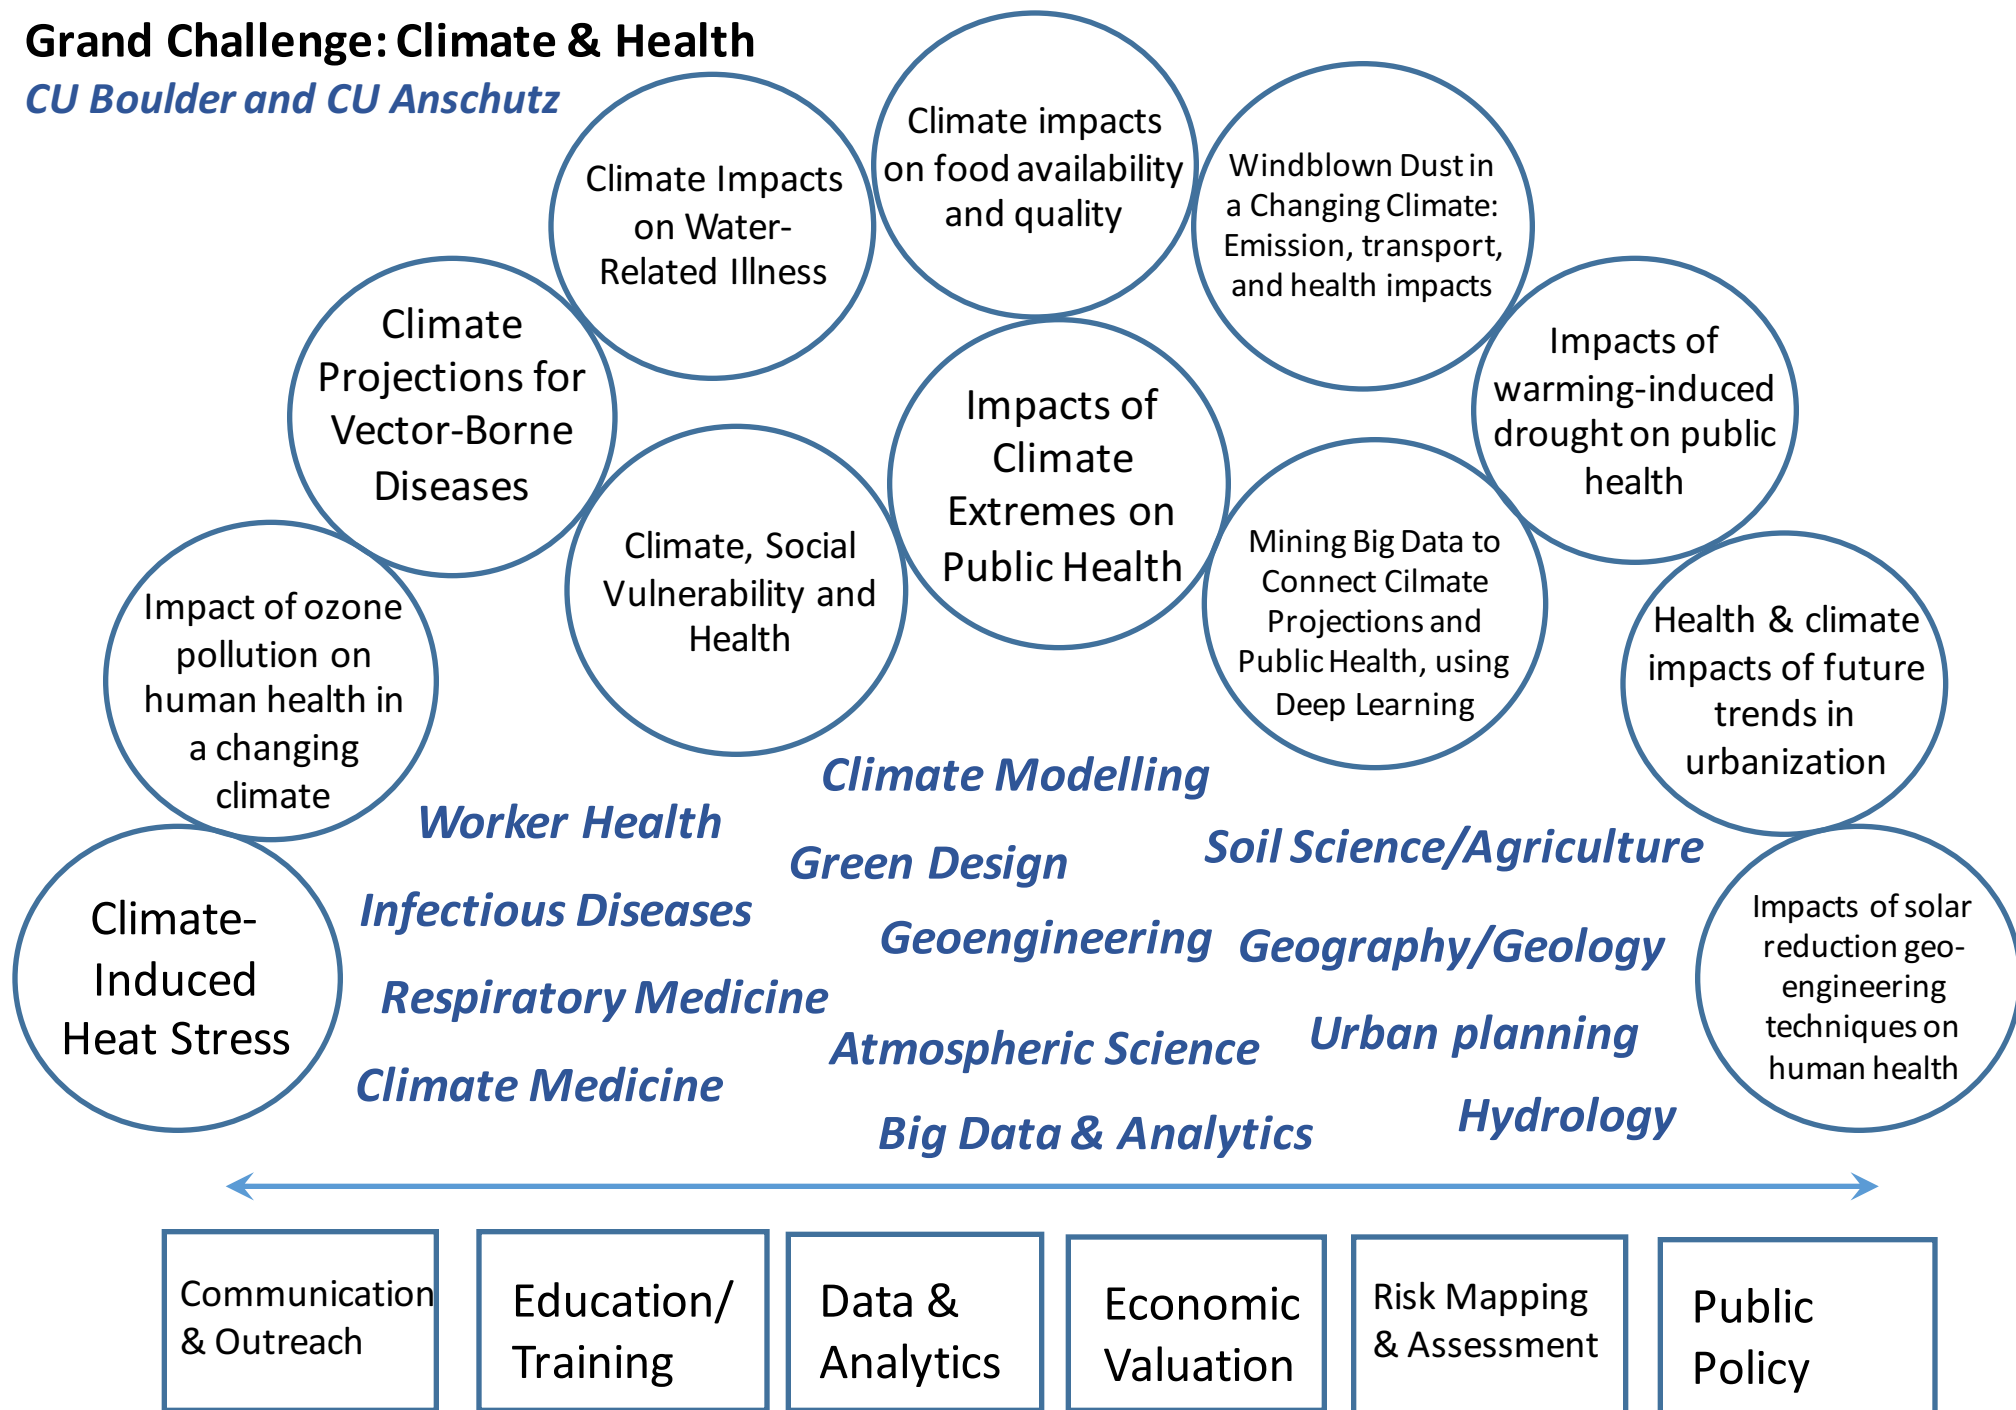 Grand Challenge: Climate & Health
CU Boulder and CU Anschutz
Climate impacts
on food availability
and quality
Climate Impacts
on Water-
Related Illness
Windblown Dust in
a Changing Climate:
Emission, transport,
and health impacts
Climate
Projections for
Vector-Borne
Diseases
Impacts of
Climate
Extremes on
Public Health
Impacts of
warming-induced
drought on public
health
Climate, Social
Vulnerability and
Health
Mining Big Data to
Connect Cilmate
Projections and
Public Health, using
Deep Learning
Impact of ozone
pollution on
human health in
a changing
climate
Health & climate
impacts of future
trends in
urbanization
Climate-
Induced
Heat Stress
Impacts of solar
reduction geo-
engineering
techniques on
human health
Worker Health
Infectious Diseases
Respiratory Medicine
Climate Medicine
Climate Modelling
Green Design
Geoengineering
Atmospheric Science
Big Data & Analytics
Soil Science/Agriculture
Geography/Geology
Urban planning
Hydrology
Communication
& Outreach
Education/
Training
Data &
Analytics
Economic
Valuation
Risk Mapping
& Assessment
Public
Policy